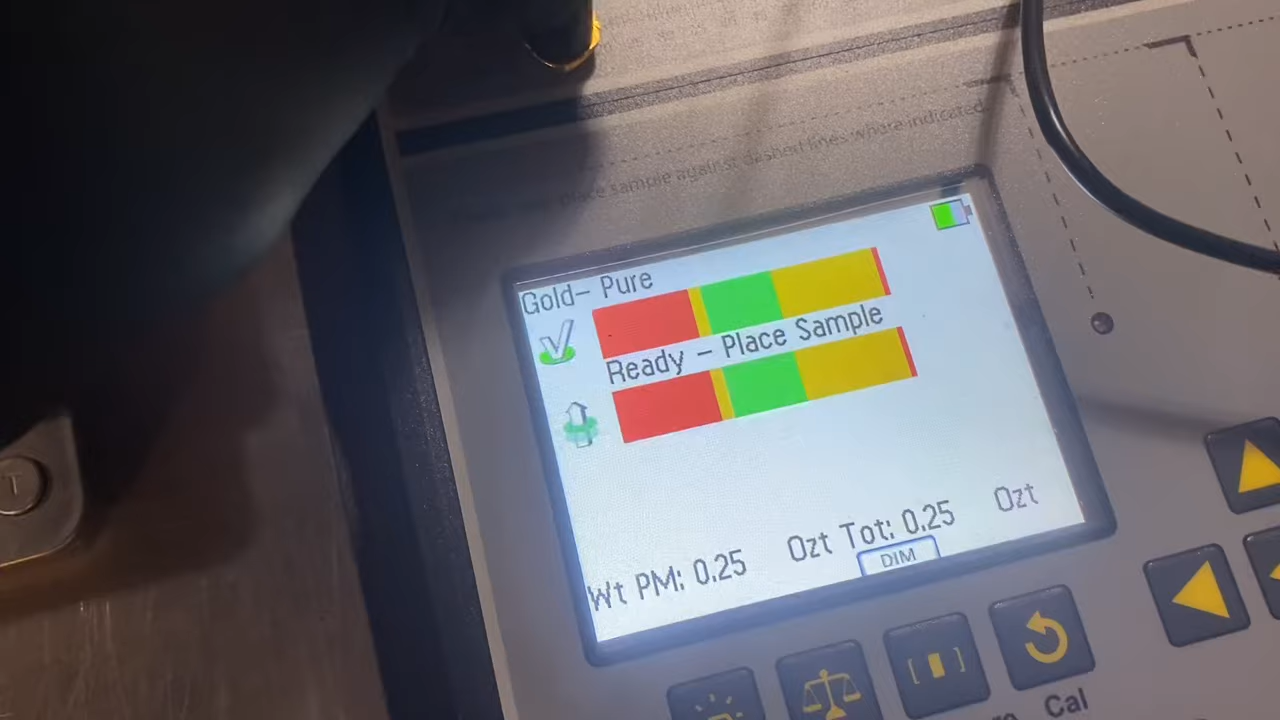 place sample against dashed lines where indicated
Gold- Pure
Ready - Place Sample
Wt PM: 0.25 Ozt Tot: 0.25 Ozt
DIM
Cal
T